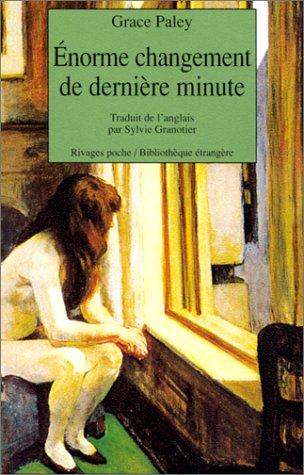 Grace Paley
Énorme changement
de dernière minute
Traduit de l'anglais
par Sylvie Granotier
Rivages poche / Bibliothèque étrangère